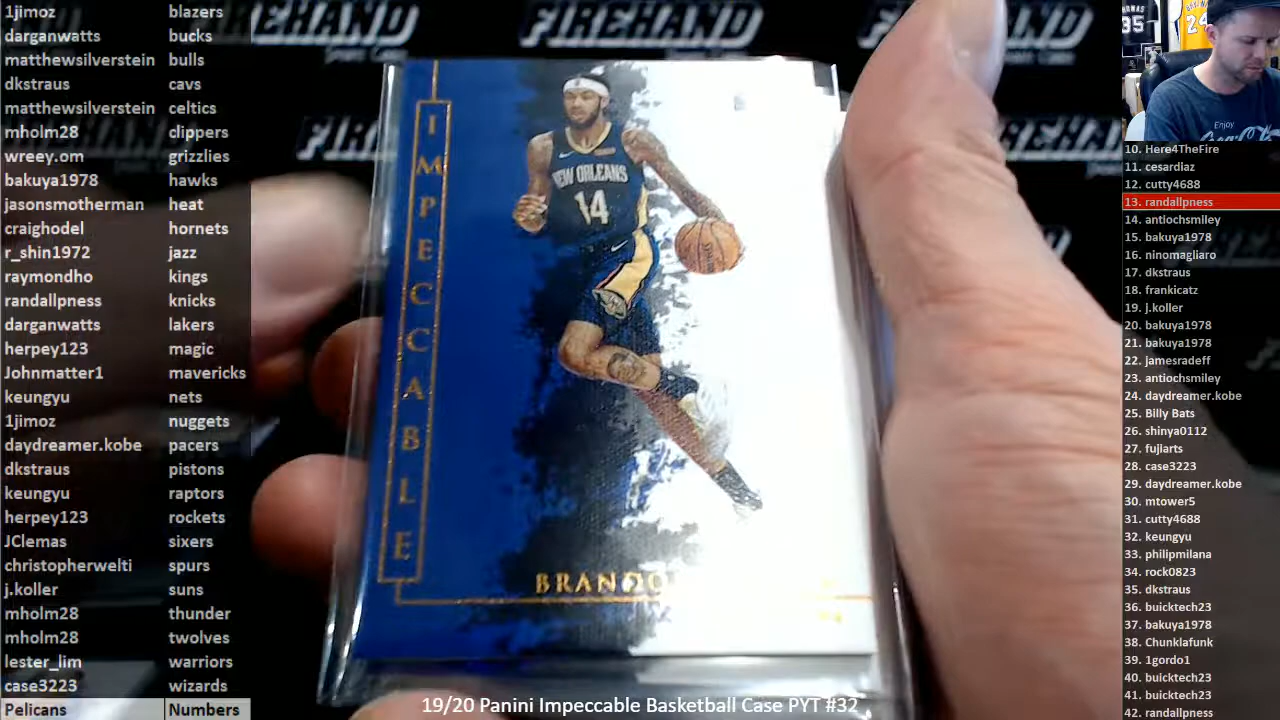 1jimoz blazers
darganwatts bucks
matthewsilverstein bulls
dkstraus cavs
matthewsilverstein celtics
mholm28 clippers
wreey.om grizzlies
bakuya1978 hawks
jasonsmotherman heat
craighodel hornets
r_shin1972 jazz
raymondho kings
randallpness knicks
darganwatts lakers
herpey123 magic
Johnmatter1 mavericks
keungyu nets
1jimoz nuggets
daydreamer.kobe pacers
dkstraus pistons
keungyu raptors
herpey123 rockets
JClemas sixers
christopherwelti spurs
j.koller suns
mholm28 thunder
mholm28 twolves
lester_lim warriors
case3223 wizards
Pelicans Numbers
FIREHAND
FIREHAND
FIREHAND
IMPECCABLE
NEW ORLEANS
14
19/20 Panini Impeccable Basketball Case PYT #32
35
24
Enjoy
10. Here4TheFire
11. cesardiaz
12. cutty4688
13. randallpness
14. antiochsmiley
15. bakuya1978
16. ninomagliaro
17. dkstraus
18. frankicatz
19. j.koller
20. bakuya1978
21. bakuya1978
22. jamesradeff
23. antiochsmiley
24. daydreamer.kobe
25. Billy Bats
26. shinya0112
27. fujiarts
28. case3223
29. daydreamer.kobe
30. mtower5
31. cutty4688
32. keungyu
33. philipmilana
34. rock0823
35. dkstraus
36. buicktech23
37. bakuya1978
38. Chunklafunk
39. 1gordo1
40. buicktech23
41. buicktech23
42. randallpness